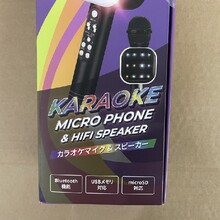 KARAOKE
MICRO PHONE
& HIFI SPEAKER
カラオケマイク & スピーカー
Bluetooth
機能
USBメモリ
対応
microSD
対応